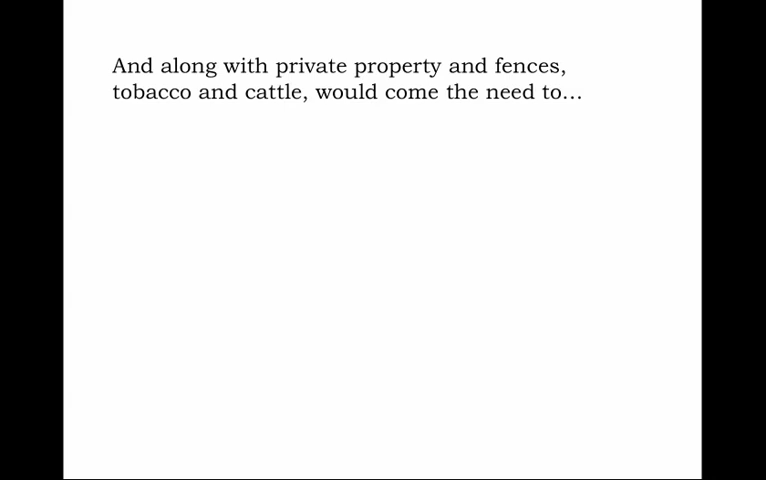 And along with private property and fences,
tobacco and cattle, would come the need to…